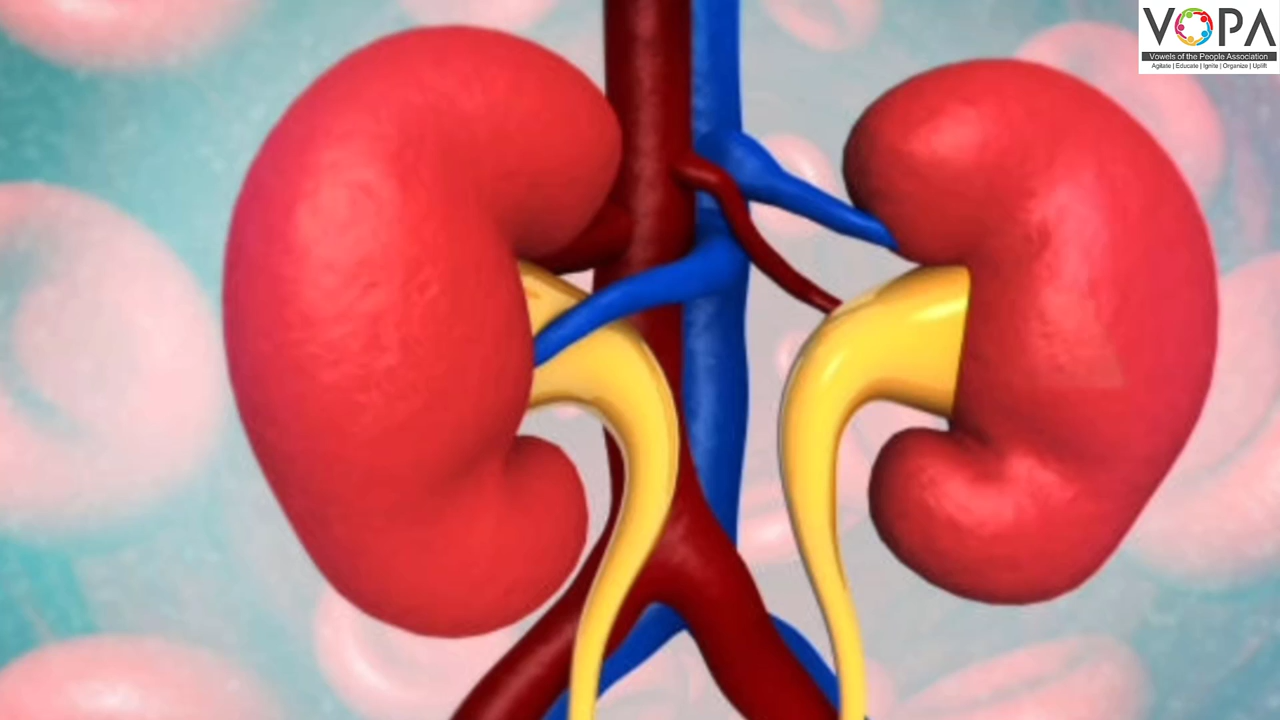 VOPA
Vowels of the People Association
Agitate | Educate | Ignite | Organize | Uplift